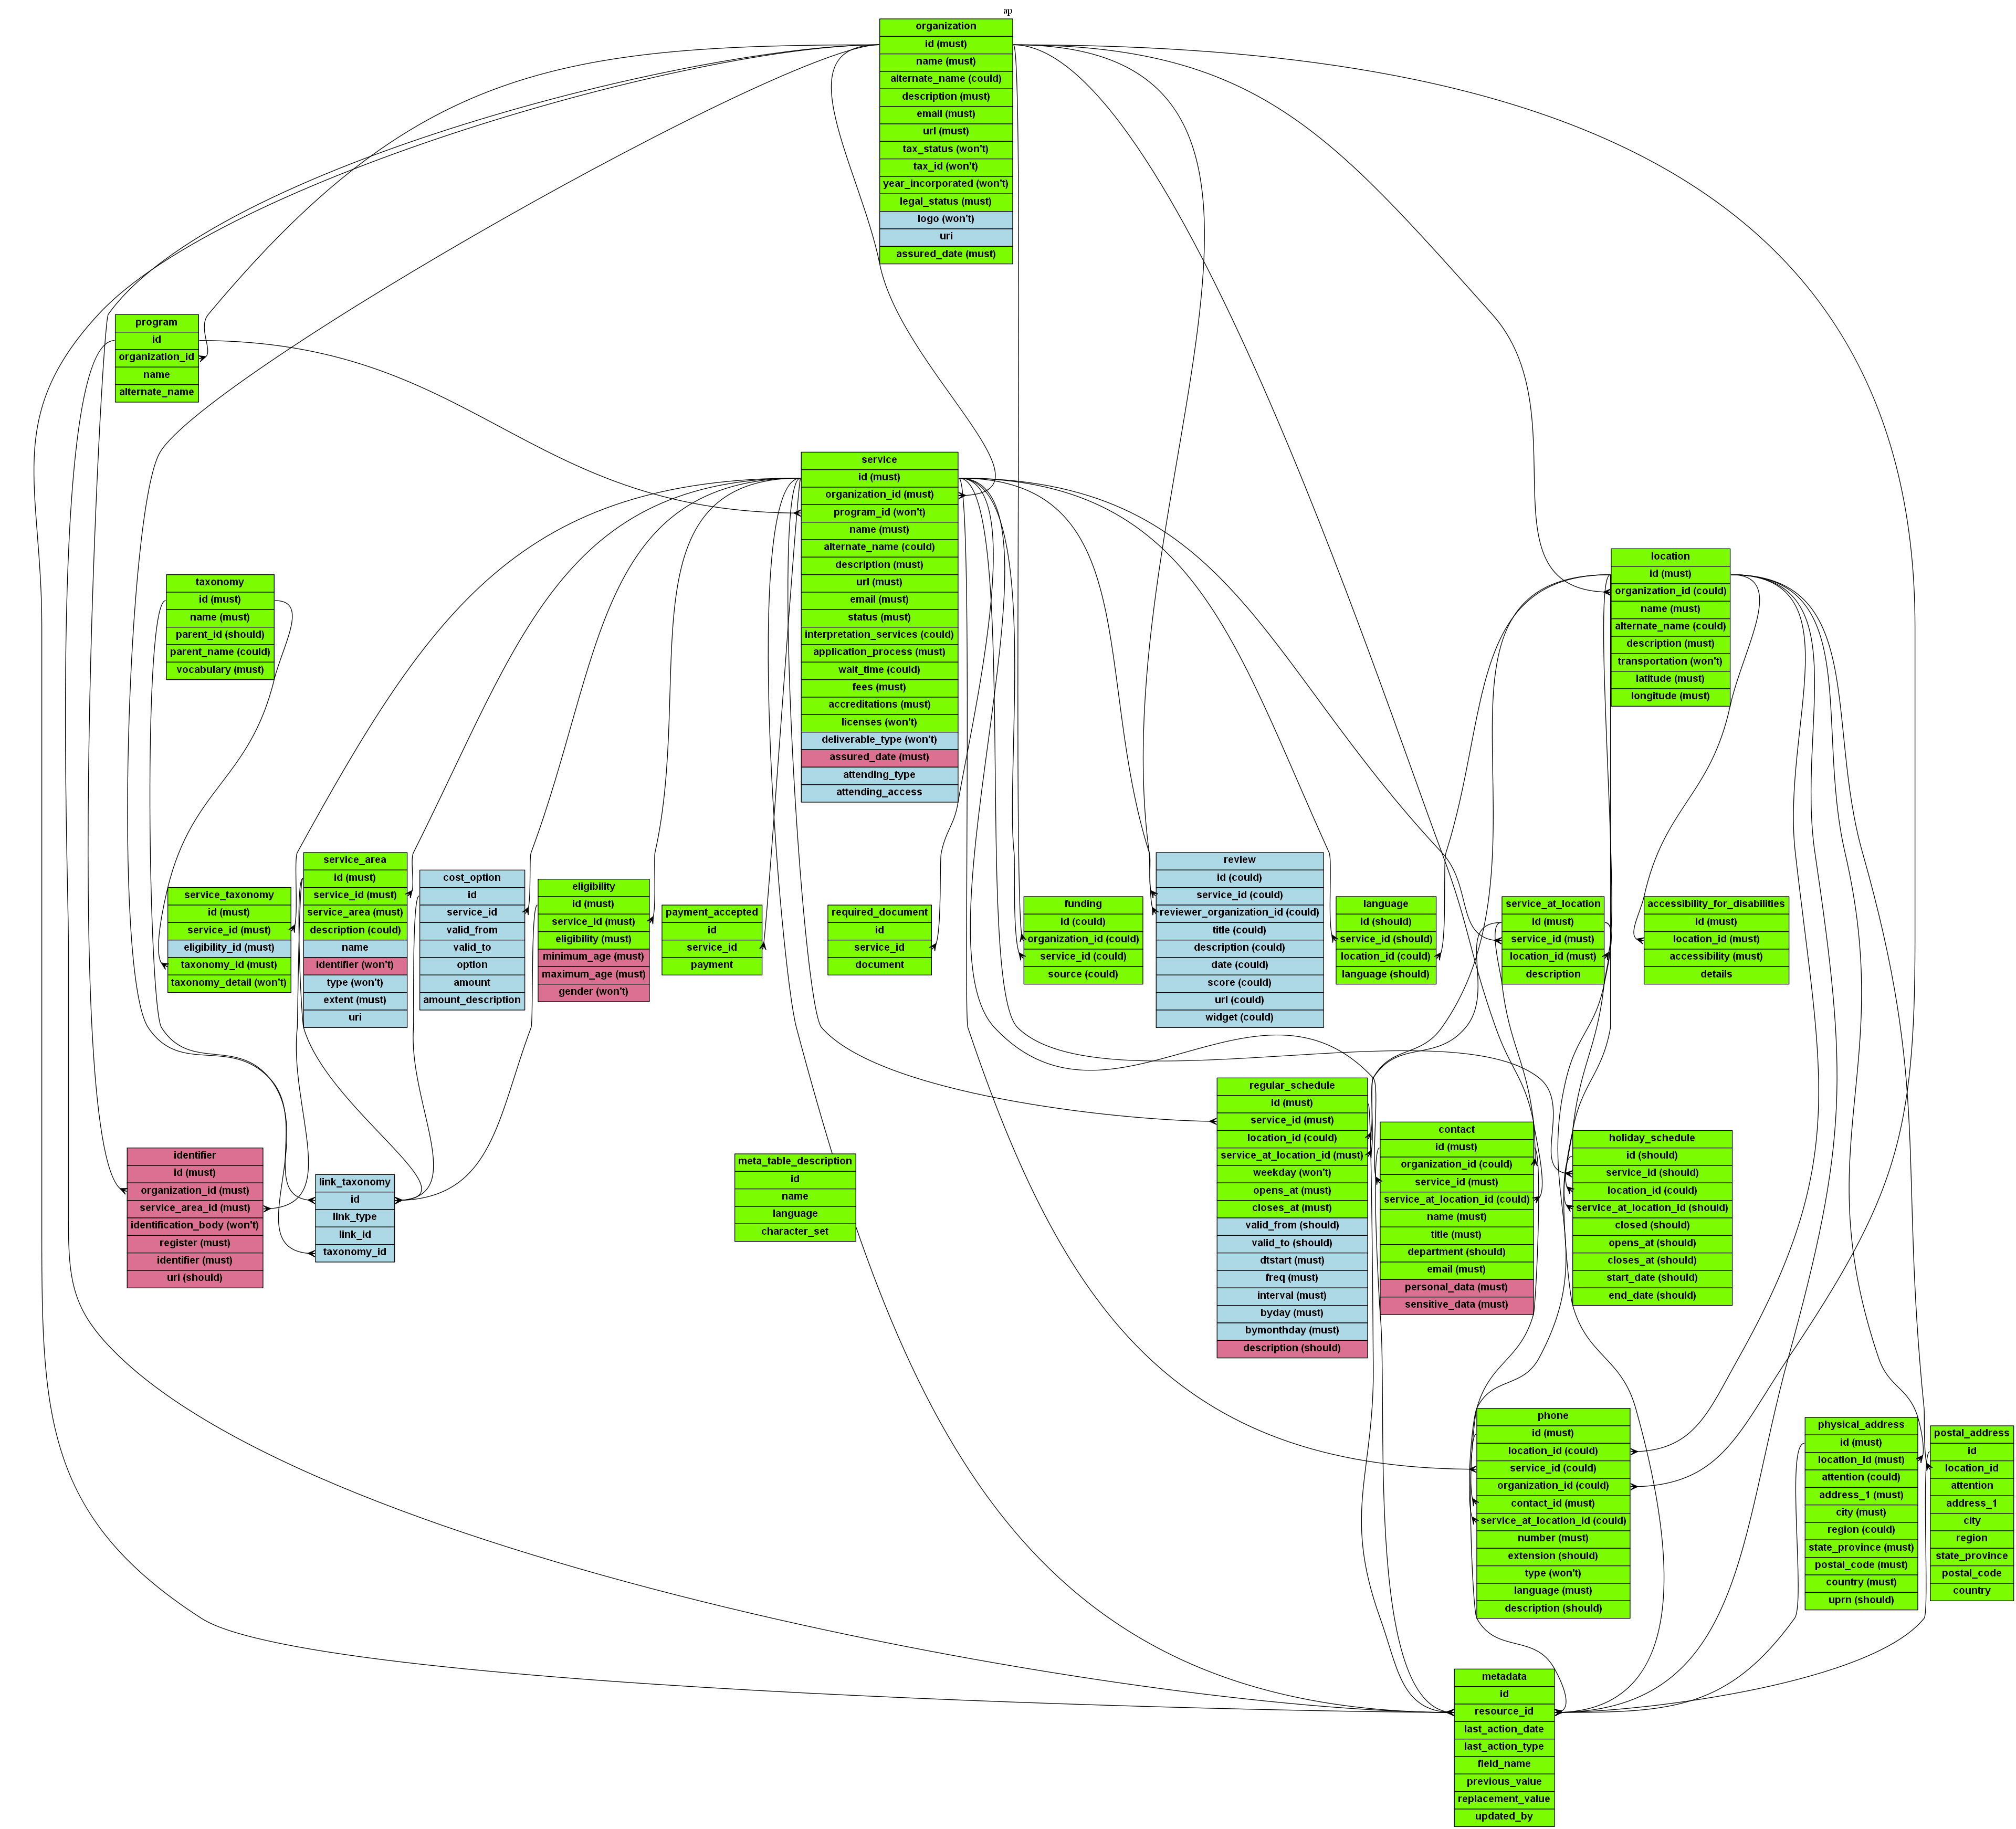 ap
organization
id (must)
name (must)
alternate_name (could)
description (must)
email (must)
url (must)
tax_status (won't)
tax_id (won't)
year_incorporated (won't)
legal_status (must)
logo (won't)
uri
assured_date (must)
program
id
organization_id
name
alternate_name
service
id (must)
organization_id (must)
program_id (won't)
name (must)
alternate_name (could)
description (must)
url (must)
email (must)
status (must)
interpretation_services (could)
application_process (must)
wait_time (could)
fees (must)
accreditations (must)
licenses (won't)
deliverable_type (won't)
assured_date (must)
attending_type
attending_access
location
id (must)
organization_id (could)
name (must)
alternate_name (could)
description (must)
transportation (won't)
latitude (must)
longitude (must)
taxonomy
id (must)
name (must)
parent_id (should)
parent_name (could)
vocabulary (must)
service_taxonomy
id (must)
service_id (must)
eligibility_id (must)
taxonomy_id (must)
taxonomy_detail (won't)
service_area
id (must)
service_id (must)
service_area (must)
description (could)
name
identifier (won't)
type (won't)
extent (must)
uri
cost_option
id
service_id
valid_from
valid_to
option
amount
amount_description
eligibility
id (must)
service_id (must)
eligibility (must)
minimum_age (must)
maximum_age (must)
gender (won't)
payment_accepted
id
service_id
payment
required_document
id
service_id
document
funding
id (could)
organization_id (could)
service_id (could)
source (could)
review
id (could)
service_id (could)
reviewer_organization_id (could)
title (could)
description (could)
date (could)
score (could)
url (could)
widget (could)
language
id (should)
service_id (should)
location_id (could)
language (should)
service_at_location
id (must)
service_id (must)
location_id (must)
description
accessibility_for_disabilities
id (must)
location_id (must)
accessibility (must)
details
identifier
id (must)
organization_id (must)
service_area_id (must)
identification_body (won't)
register (must)
identifier (must)
uri (should)
link_taxonomy
id
link_type
link_id
taxonomy_id
meta_table_description
id
name
language
character_set
regular_schedule
id (must)
service_id (must)
location_id (could)
service_at_location_id (must)
weekday (won't)
opens_at (must)
closes_at (must)
valid_from (should)
valid_to (should)
dtstart (must)
freq (must)
interval (must)
byday (must)
bymonthday (must)
description (should)
contact
id (must)
organization_id (could)
service_id (must)
service_at_location_id (could)
name (must)
title (must)
department (should)
email (must)
personal_data (must)
sensitive_data (must)
holiday_schedule
id (should)
service_id (should)
location_id (could)
service_at_location_id (should)
closed (should)
opens_at (should)
closes_at (should)
start_date (should)
end_date (should)
phone
id (must)
location_id (could)
service_id (could)
organization_id (could)
contact_id (must)
service_at_location_id (could)
number (must)
extension (should)
type (won't)
language (must)
description (should)
physical_address
id (must)
location_id (must)
attention (could)
address_1 (must)
city (must)
region (could)
state_province (must)
postal_code (must)
country (must)
uprn (should)
postal_address
id
location_id
attention
address_1
city
region
state_province
postal_code
country
metadata
id
resource_id
last_action_date
last_action_type
field_name
previous_value
replacement_value
updated_by